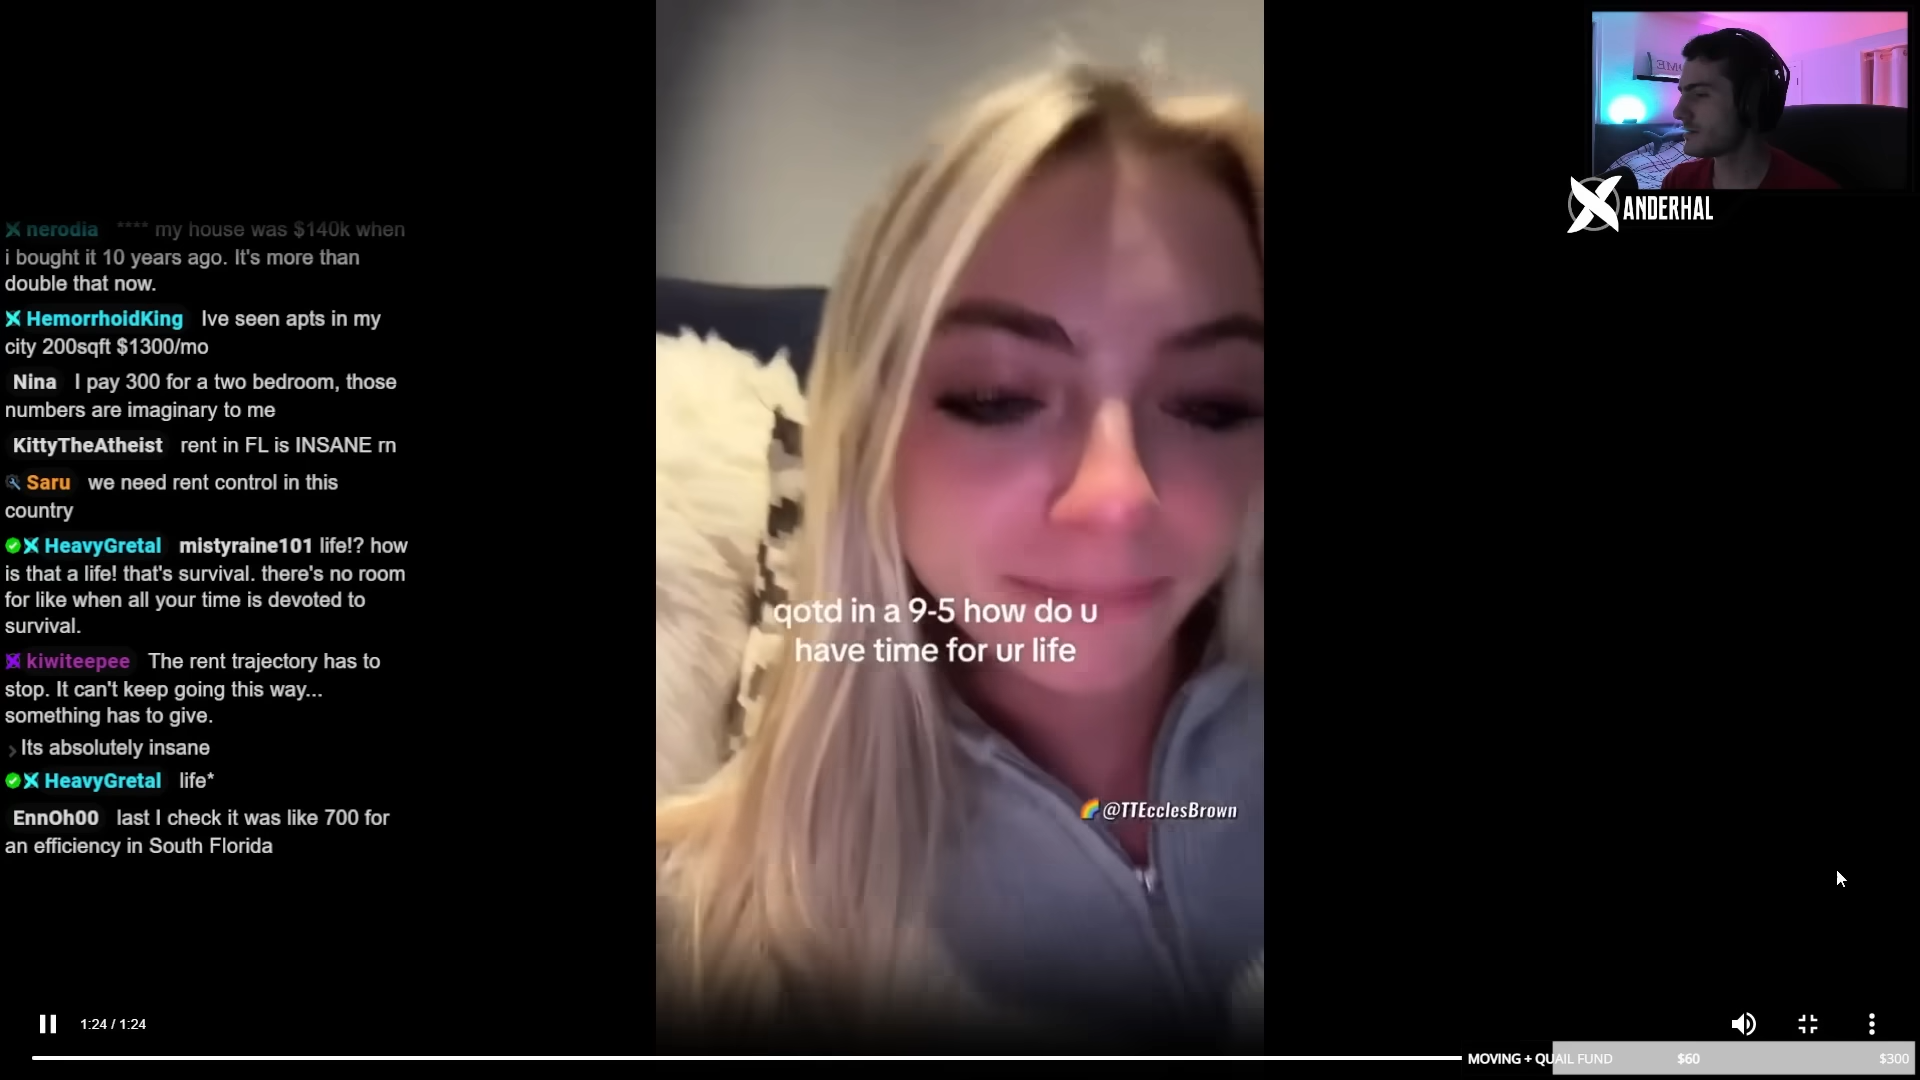 nerodia **** my house was $140k when
i bought it 10 years ago. It's more than
double that now.
HemorrhoidKing Ive seen apts in my
city 200sqft $1300/mo
Nina I pay 300 for a two bedroom, those
numbers are imaginary to me
KittyTheAtheist rent in FL is INSANE rn
Saru we need rent control in this
country
HeavyGretal mistyraine101 life!? how
is that a life! that's survival. there's no room
for like when all your time is devoted to
survival.
kiwiteepee The rent trajectory has to
stop. It can't keep going this way...
something has to give.
Its absolutely insane
HeavyGretal life*
EnnOh00 last I check it was like 700 for
an efficiency in South Florida
qotd in a 9-5 how do u
have time for ur life
@TTEcclesBrown
XANDERHAL
1:24 / 1:24
MOVING + QUAIL FUND $60 $300